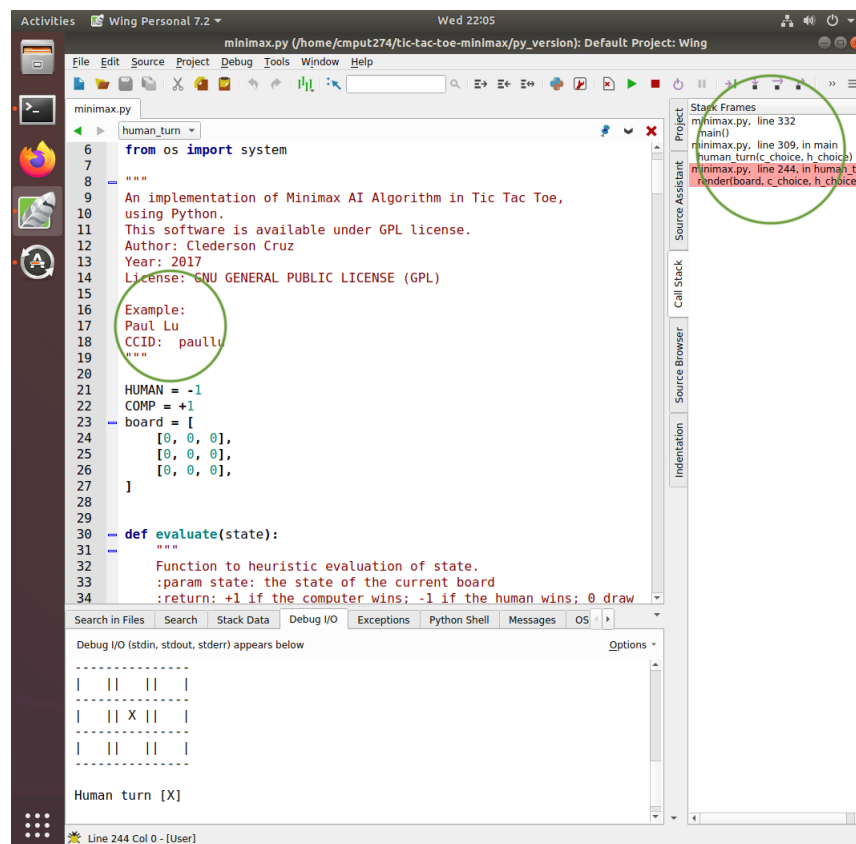 Activities Wing Personal 7.2 Wed 22:05
minimax.py (/home/cmput274/tic-tac-toe-minimax/py_version): Default Project: Wing
File Edit Source Project Debug Tools Window Help
minimax.py
human_turn
6 from os import system
7
8 """
9 An implementation of Minimax AI Algorithm in Tic Tac Toe,
10 using Python.
11 This software is available under GPL license.
12 Author: Clederson Cruz
13 Year: 2017
14 License: GNU GENERAL PUBLIC LICENSE (GPL)
15
16 Example:
17 Paul Lu
18 CCID:  paullu
19 """
20
21 HUMAN = -1
22 COMP = +1
23 board = [
24     [0, 0, 0],
25     [0, 0, 0],
26     [0, 0, 0],
27 ]
28
29
30 def evaluate(state):
31     """
32     Function to heuristic evaluation of state.
33     :param state: the state of the current board
34     :return: +1 if the computer wins; -1 if the human wins; 0 draw
Project
Source Assistant
Call Stack
Source Browser
Indentation
Stack Frames
minimax.py, line 332
main()
minimax.py, line 309, in main
human_turn(c_choice, h_choice)
minimax.py, line 244, in human_t
render(board, c_choice, h_choice
Search in Files Search Stack Data Debug I/O Exceptions Python Shell Messages OS
Debug I/O (stdin, stdout, stderr) appears below Options
---------------
|   ||   ||   |
---------------
|   || X ||   |
---------------
|   ||   ||   |
---------------
Human turn [X]
Line 244 Col 0 - [User]